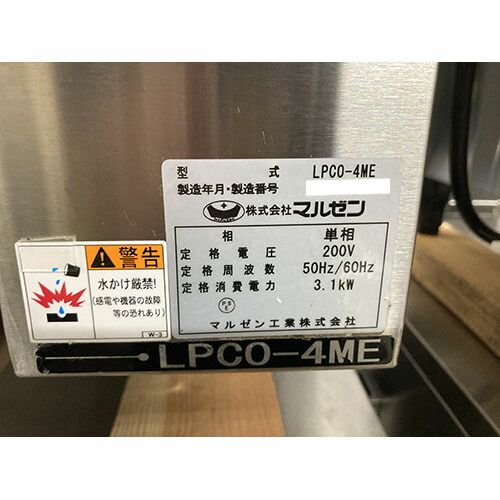 型式 LPCO-4ME
製造年月・製造番号
株式会社マルゼン
相 単相
定格電圧 200V
定格周波数 50Hz/60Hz
定格消費電力 3.1kW
PSE
マルゼン工業株式会社
警告
水かけ厳禁!
(感電や機器の故障
等の恐れあり)
W-3
LPCO-4ME